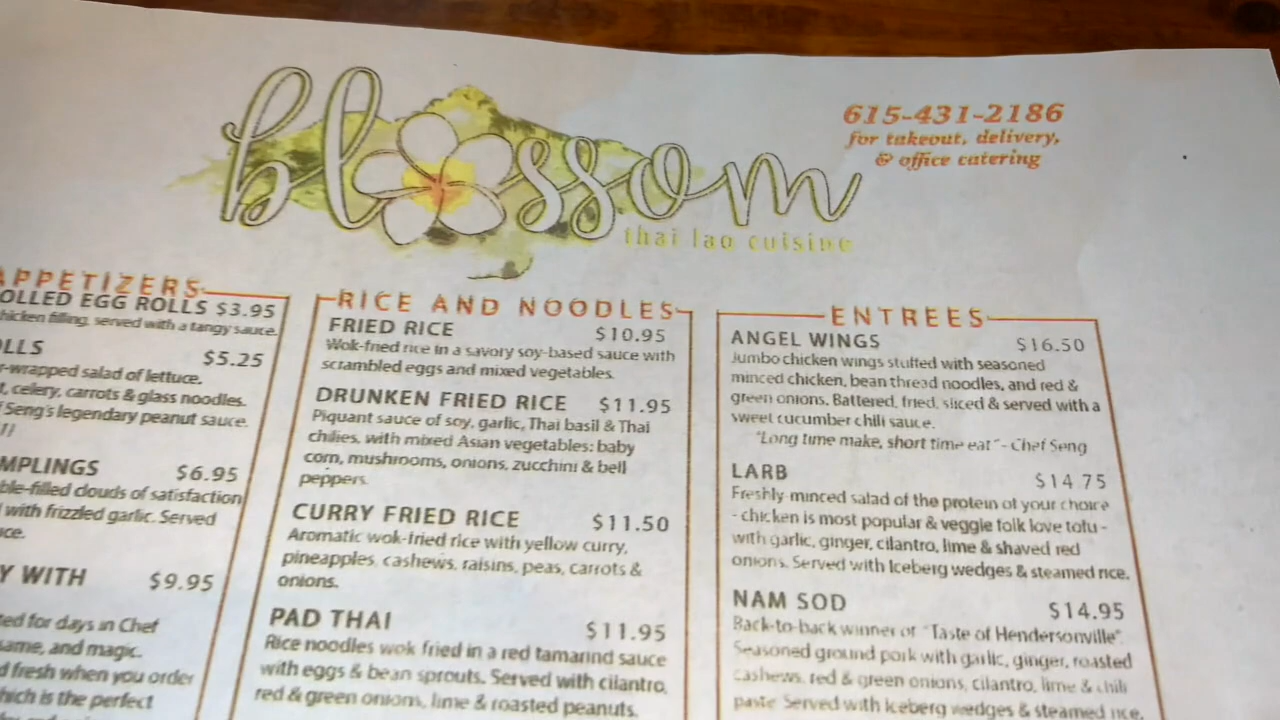 blossom
thai lao cuisine
615-431-2186
for takeout, delivery,
& office catering
APPETIZERS
OLLED EGG ROLLS $3.95
hicken filling, served with a tangy sauce.
LLS $5.25
r-wrapped salad of lettuce.
t, celery, carrots & glass noodles.
Seng's legendary peanut sauce.
MPLINGS $6.95
ble-filled clouds of satisfaction
with frizzled garlic. Served
ce.
Y WITH $9.95
ted for days in Chef
same, and magic.
d fresh when you order
hich is the perfect
RICE AND NOODLES
FRIED RICE $10.95
Wok-fried rice in a savory soy-based sauce with
scrambled eggs and mixed vegetables.
DRUNKEN FRIED RICE $11.95
Piquant sauce of soy, garlic, Thai basil & Thai
chilies, with mixed Asian vegetables: baby
corn, mushrooms, onions, zucchini & bell
peppers.
CURRY FRIED RICE $11.50
Aromatic wok-fried rice with yellow curry,
pineapples, cashews, raisins, peas, carrots &
onions.
PAD THAI $11.95
Rice noodles wok fried in a red tamarind sauce
with eggs & bean sprouts. Served with cilantro,
red & green onions, lime & roasted peanuts.
ENTREES
ANGEL WINGS $16.50
Jumbo chicken wings stuffed with seasoned
minced chicken, bean thread noodles, and red &
green onions. Battered, fried, sliced & served with a
sweet cucumber chili sauce.
"Long time make, short time eat" - Chef Seng
LARB $14.75
Freshly-minced salad of the protein of your choice
- chicken is most popular & veggie folk love tofu -
with garlic, ginger, cilantro, lime & shaved red
onions. Served with Iceberg wedges & steamed rice.
NAM SOD $14.95
Back-to-back winner of "Taste of Hendersonville".
Seasoned ground pork with garlic, ginger, roasted
cashews, red & green onions, cilantro, lime & chili
paste. Served with Iceberg wedges & steamed rice.